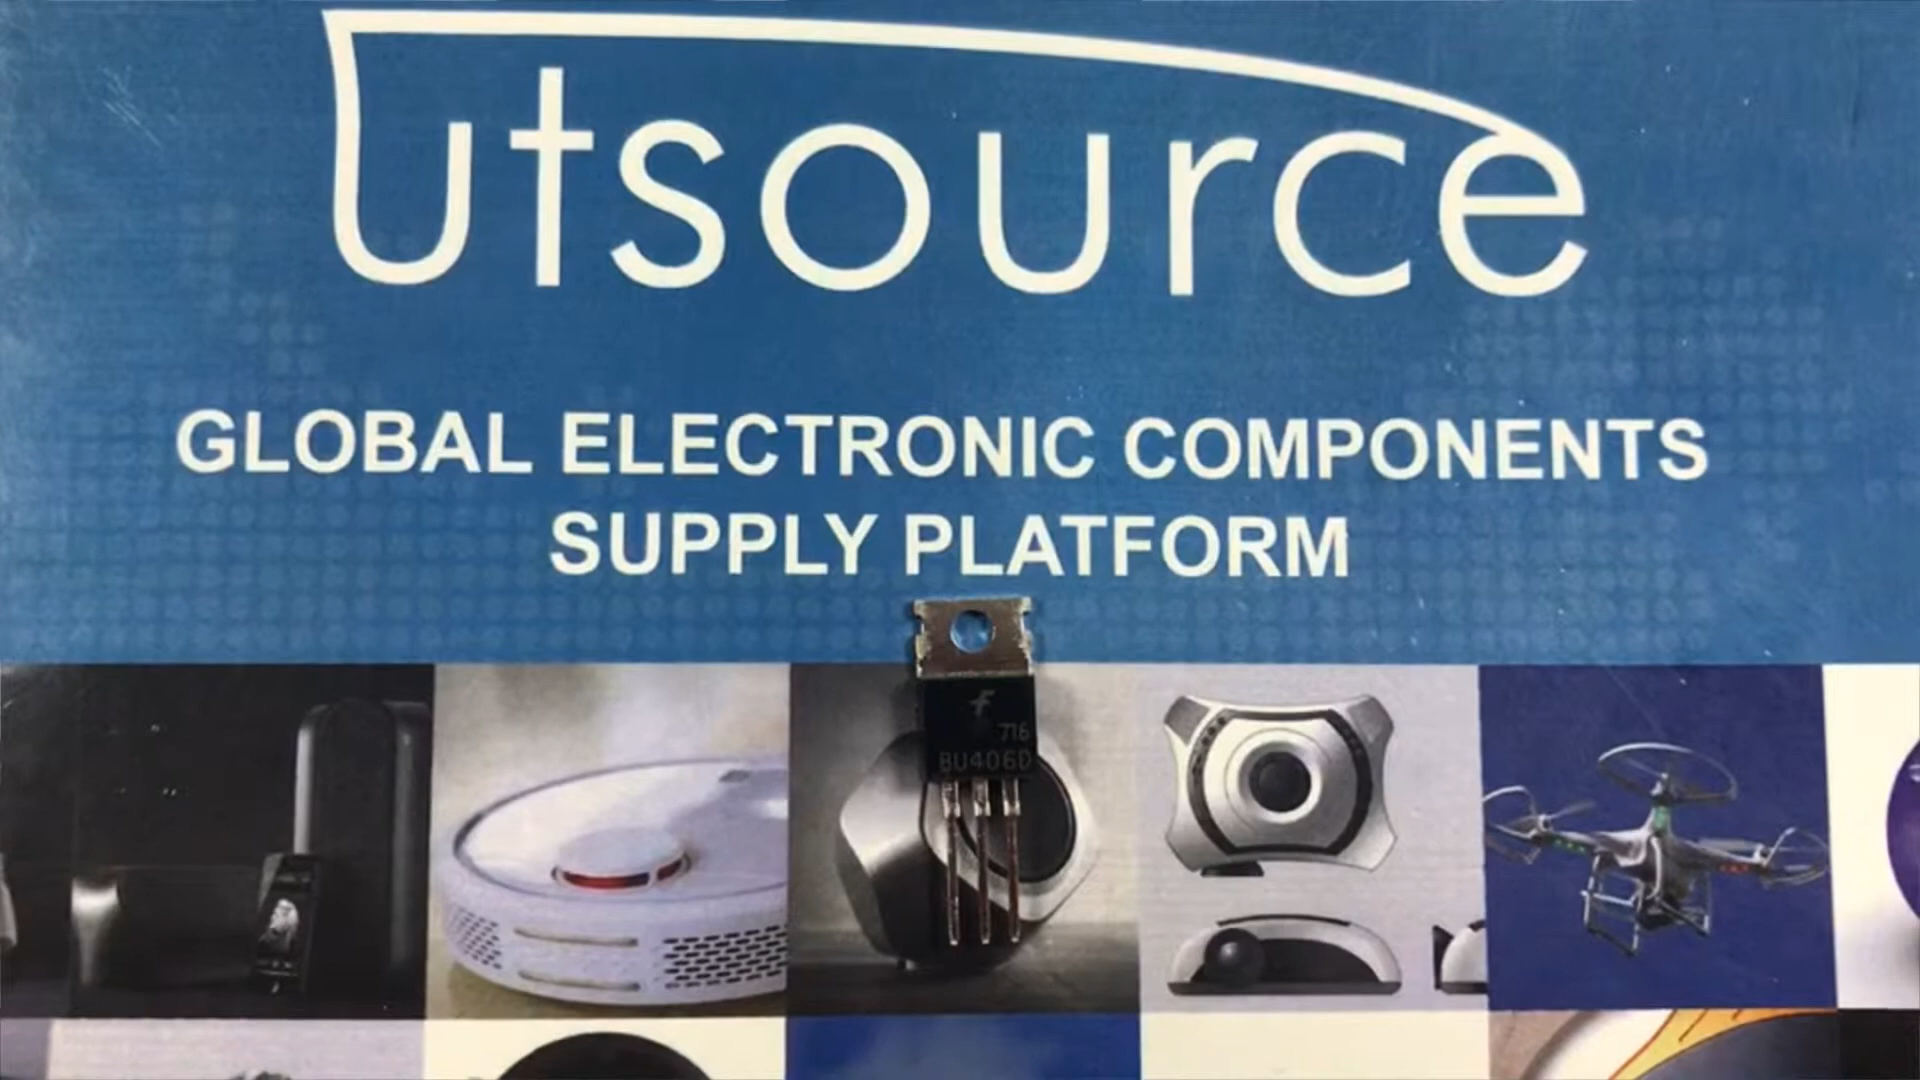 utsource
GLOBAL ELECTRONIC COMPONENTS
SUPPLY PLATFORM
F
716
BU406D